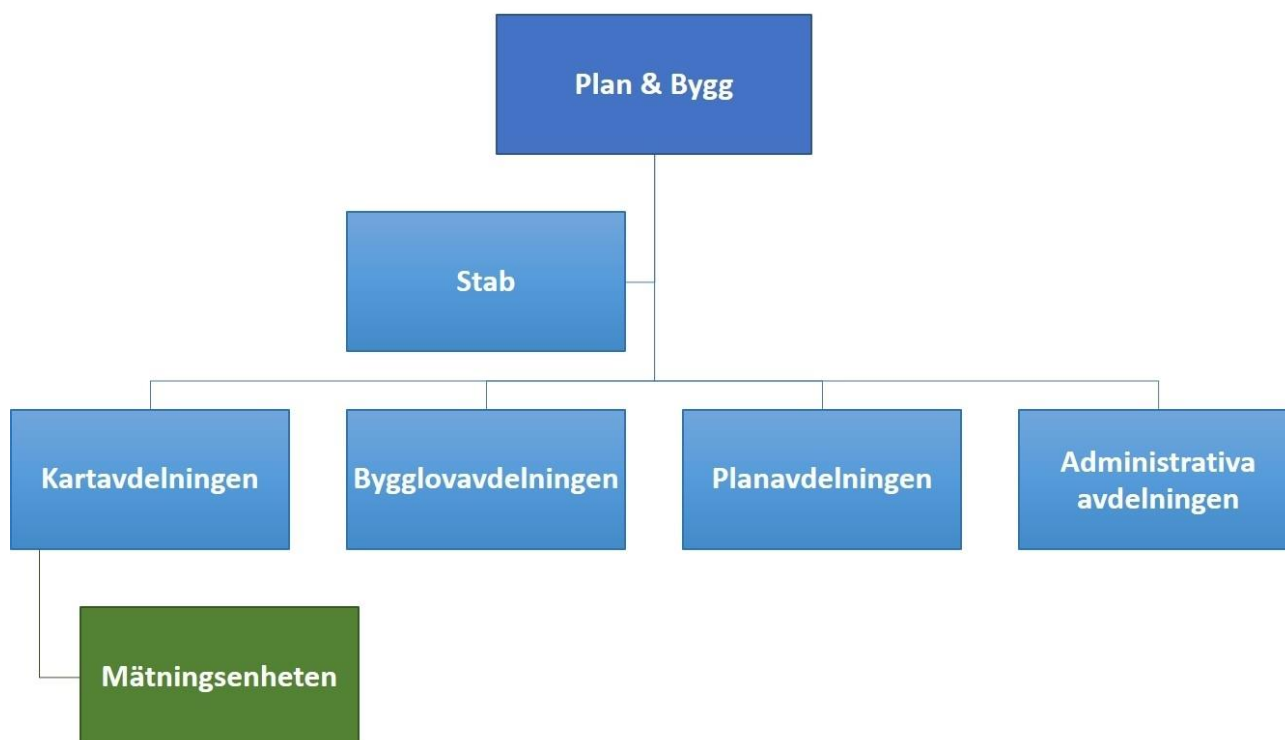 Plan & Bygg
Stab
Kartavdelningen
Bygglovavdelningen
Planavdelningen
Administrativa
avdelningen
Mätningsenheten